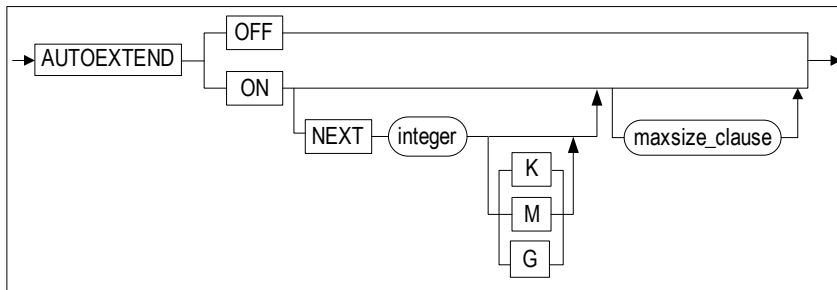 OFF
AUTOEXTEND
ON
NEXT integer maxsize_clause
K
M
G